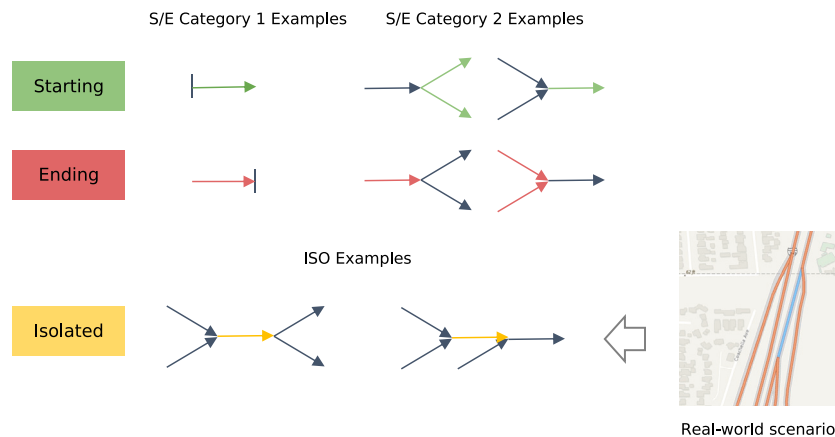 S/E Category 1 Examples
S/E Category 2 Examples
Starting
Ending
ISO Examples
Isolated
Real-world scenario